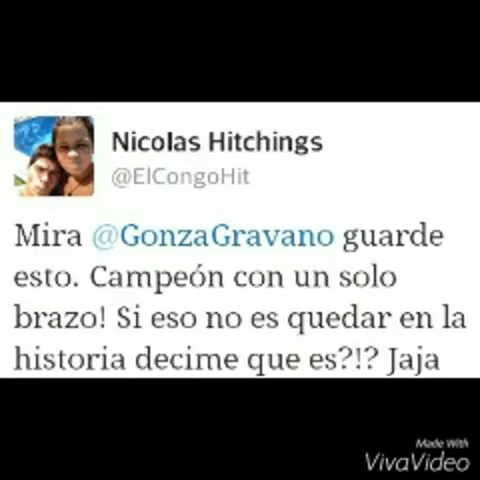 Nicolas Hitchings
@ElCongoHit
Mira @GonzaGravano guarde
esto. Campeón con un solo
brazo! Si eso no es quedar en la
historia decime que es?!? Jaja
Made With
VivaVideo